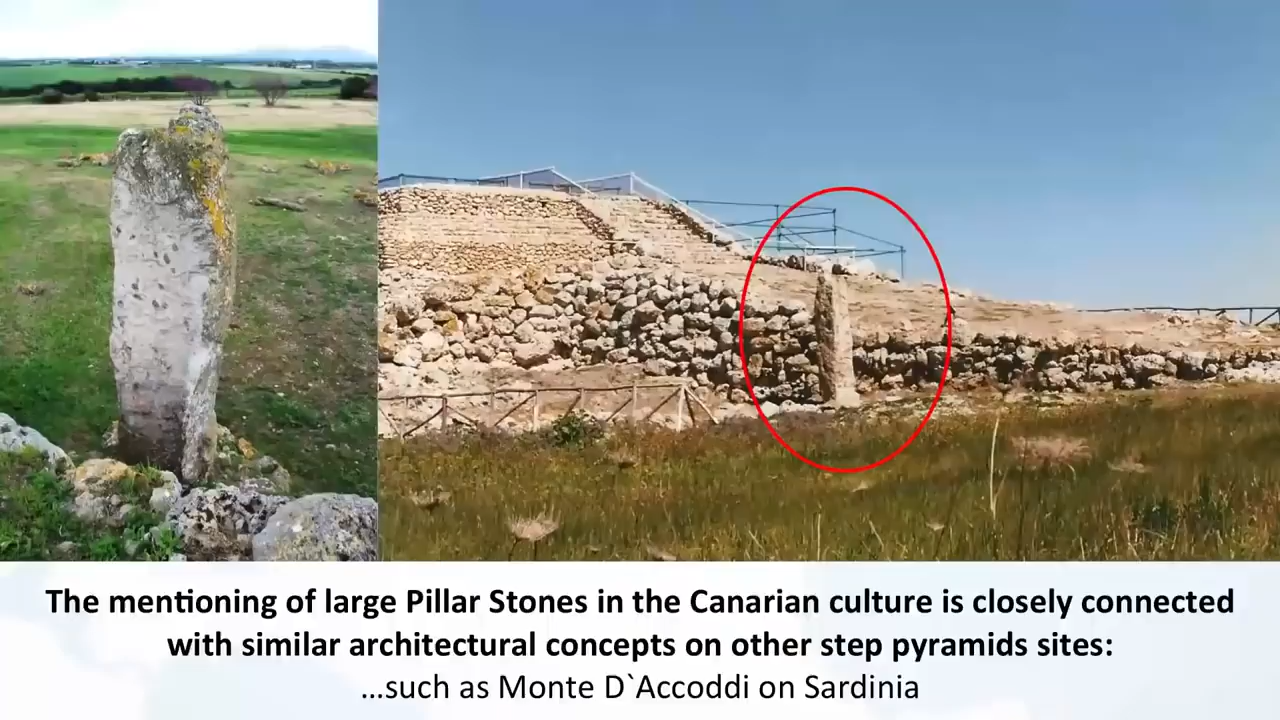 The mentioning of large Pillar Stones in the Canarian culture is closely connected
with similar architectural concepts on other step pyramids sites:
...such as Monte D`Accoddi on Sardinia